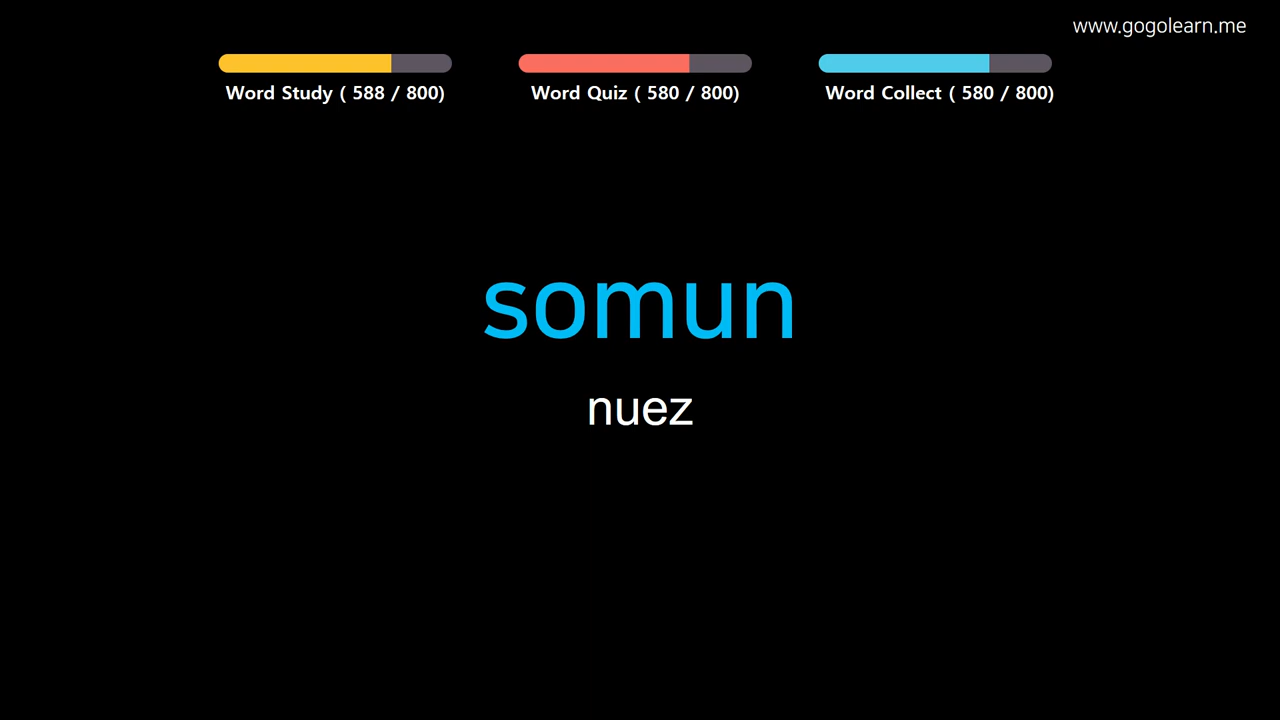 www.gogolearn.me
Word Study ( 588 / 800)
Word Quiz ( 580 / 800)
Word Collect ( 580 / 800)
somun
nuez